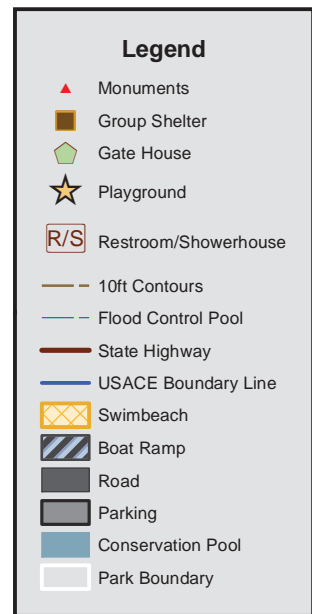 Legend
Monuments
Group Shelter
Gate House
Playground
R/S Restroom/Showerhouse
10ft Contours
Flood Control Pool
State Highway
USACE Boundary Line
Swimbeach
Boat Ramp
Road
Parking
Conservation Pool
Park Boundary